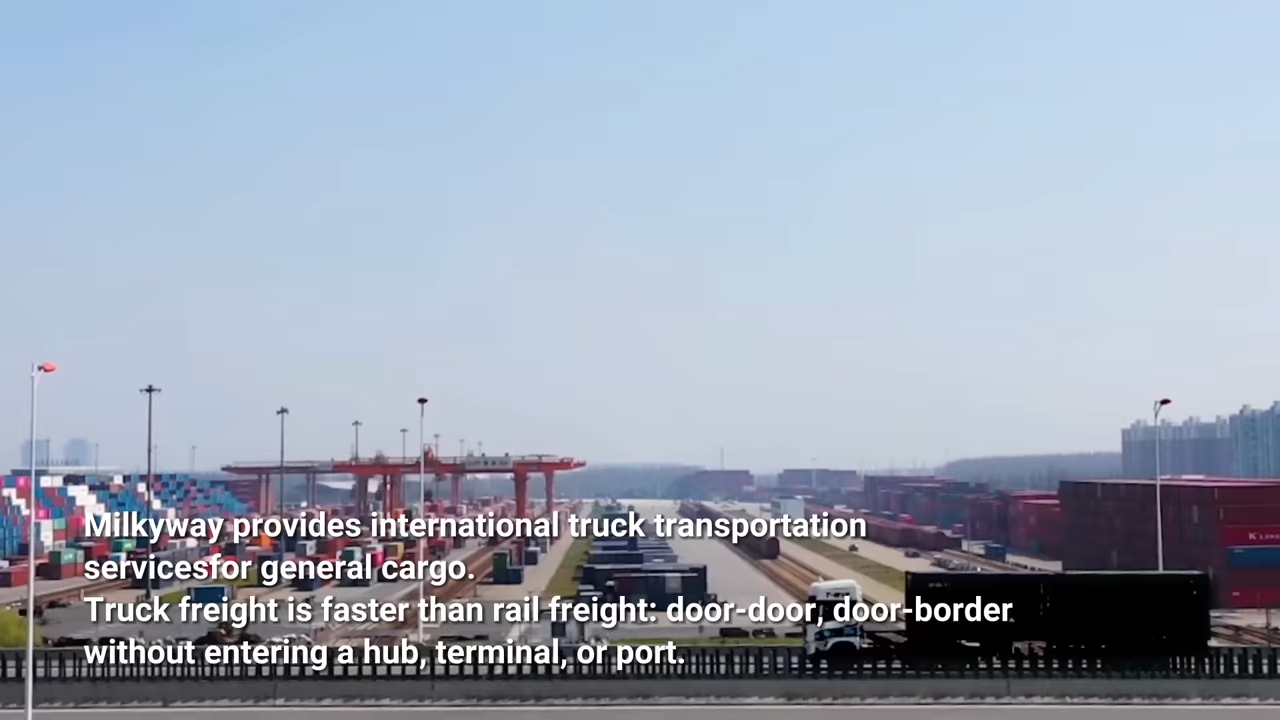 Milkyway provides international truck transportation
servicesfor general cargo.
Truck freight is faster than rail freight: door-door, door-border
without entering a hub, terminal, or port.